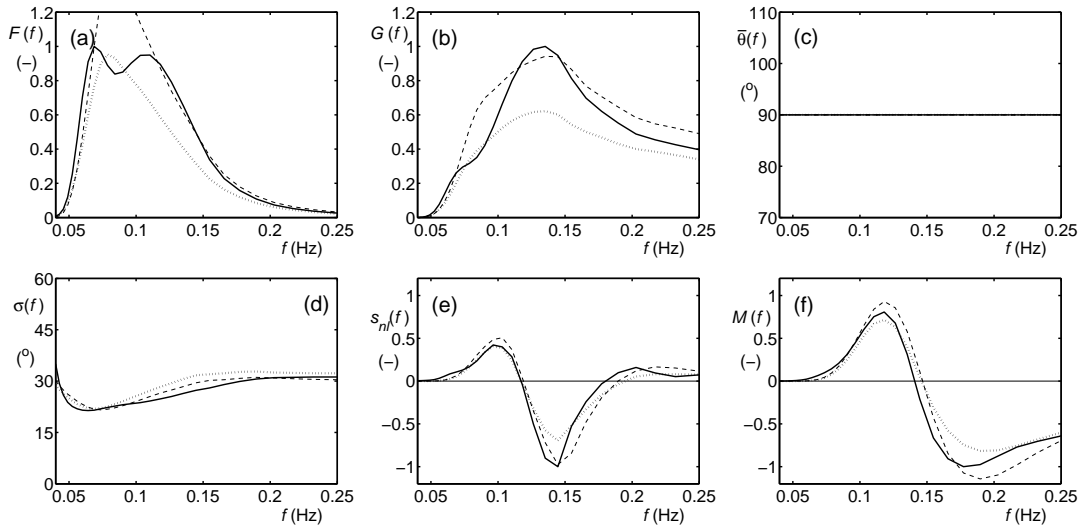 1.2
1
0.8
0.6
0.4
0.2
0
F (f)
(–)
(a)
0.05 0.1 0.15 0.2 0.25
f (Hz)
1.2
1
0.8
0.6
0.4
0.2
0
G (f)
(–)
(b)
0.05 0.1 0.15 0.2 0.25
f (Hz)
110
100
90
80
70
θ̅(f)
(°)
(c)
0.05 0.1 0.15 0.2 0.25
f (Hz)
60
45
30
15
0
σ(f)
(°)
(d)
0.05 0.1 0.15 0.2 0.25
f (Hz)
1
0.5
0
−0.5
−1
s_nl(f)
(–)
(e)
0.05 0.1 0.15 0.2 0.25
f (Hz)
1
0.5
0
−0.5
−1
M (f)
(–)
(f)
0.05 0.1 0.15 0.2 0.25
f (Hz)